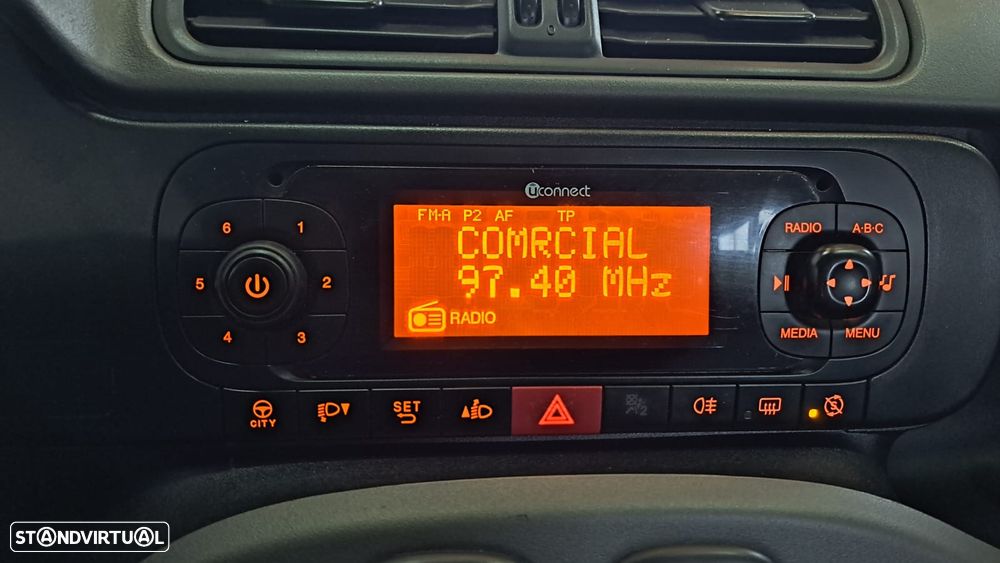 uconnect
FM-A P2 AF TP
COMRCIAL
97.40 MHz
RADIO
6 1
5 2
4 3
RADIO A·B·C
MEDIA MENU
CITY
SET
0
STANDVIRTUAL